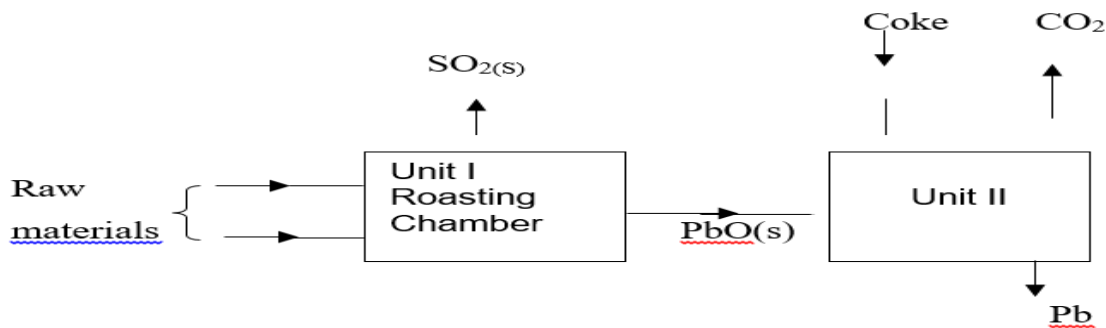 Coke
CO₂
SO₂(s)
Raw
materials
Unit I
Roasting
Chamber
PbO(s)
Unit II
Pb